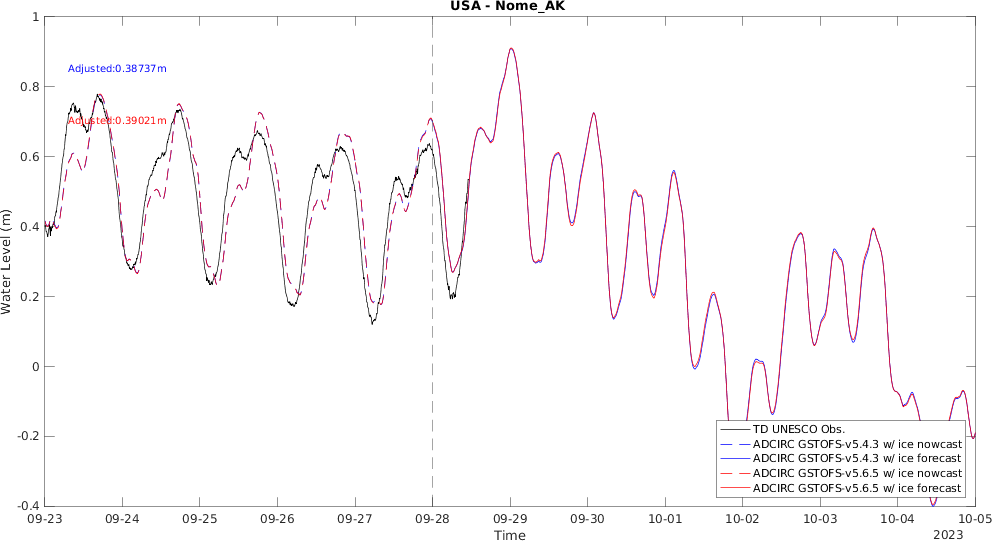 USA - Nome_AK
1
0.8
0.6
0.4
0.2
0
-0.2
-0.4
Water Level (m)
Adjusted:0.38737m
Adjusted:0.39021m
TD UNESCO Obs.
ADCIRC GSTOFS-v5.4.3 w/ ice nowcast
ADCIRC GSTOFS-v5.4.3 w/ ice forecast
ADCIRC GSTOFS-v5.6.5 w/ ice nowcast
ADCIRC GSTOFS-v5.6.5 w/ ice forecast
09-23 09-24 09-25 09-26 09-27 09-28 09-29 09-30 10-01 10-02 10-03 10-04 10-05
Time
2023